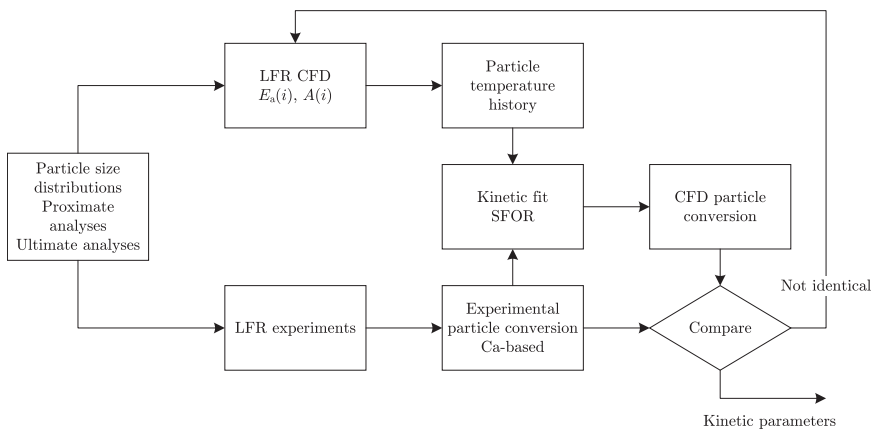 LFR CFD
Eₐ(i), A(i)
Particle
temperature
history
Particle size
distributions
Proximate
analyses
Ultimate analyses
Kinetic fit
SFOR
CFD particle
conversion
Not identical
LFR experiments
Experimental
particle conversion
Ca-based
Compare
Kinetic parameters